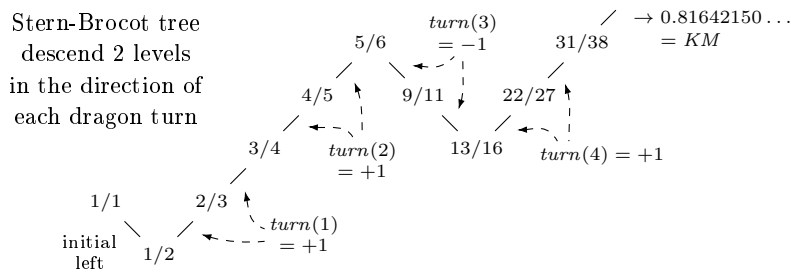 Stern-Brocot tree
descend 2 levels
in the direction of
each dragon turn
→ 0.81642150 . . .
= KM
turn(3)
= −1
5/6
31/38
4/5
9/11
22/27
3/4
turn(2)
= +1
13/16
turn(4) = +1
1/1
2/3
turn(1)
= +1
initial
left
1/2